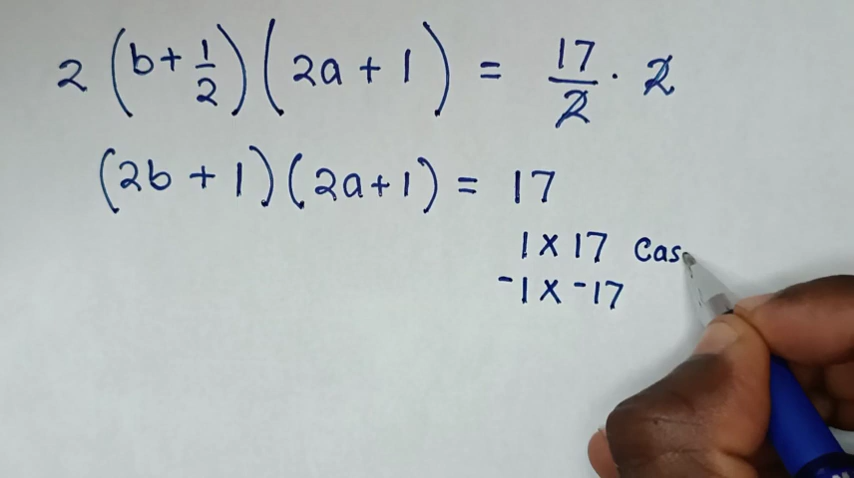 2 (b + 1/2) (2a + 1) = 17/2 · 2
(2b + 1) (2a + 1) = 17
1 x 17 Cas
-1 x -17